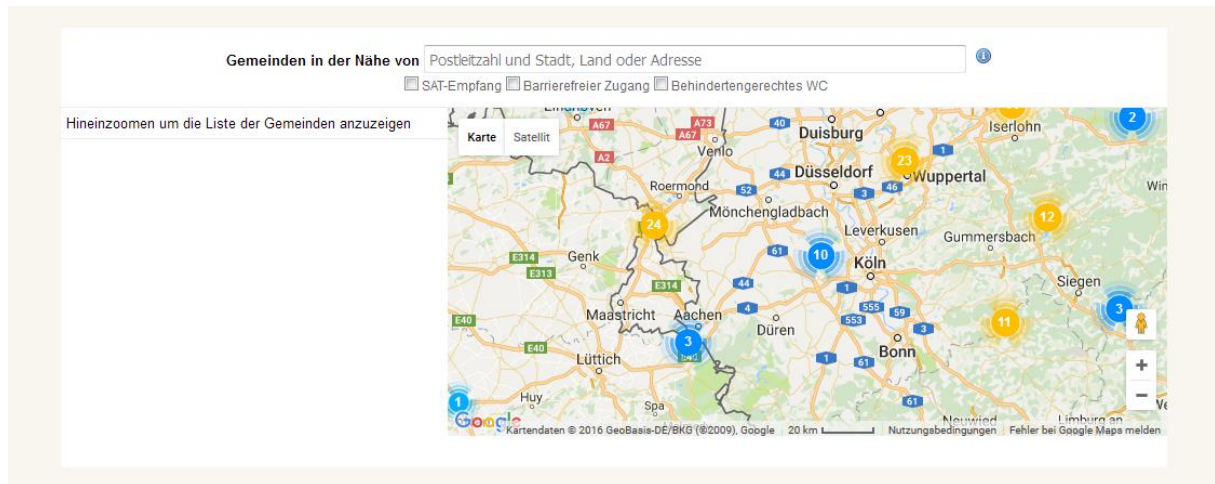 Gemeinden in der Nähe von Postleitzahl und Stadt, Land oder Adresse
SAT-Empfang Barrierefreier Zugang Behindertengerechtes WC
Hineinzoomen um die Liste der Gemeinden anzuzeigen
Karte Satellit
A67 A73 40 Duisburg Iserlohn 2
A67 Venlo 1
A2 23
44 Düsseldorf Wuppertal
Roermond 52 3 46 Win
Mönchengladbach 12
24 Leverkusen Gummersbach
E314 Genk 61 10 Köln
E313 E314 44 1 Siegen
Maastricht Aachen 4 555 59 3
E40 Düren 553 3 11
E40 3 Bonn
Lüttich E40 1 61 +
Huy Spa 61 −
1 Neuwied Limburg an
Google Kartendaten © 2016 GeoBasis-DE/BKG (©2009), Google 20 km Nutzungsbedingungen Fehler bei Google Maps melden